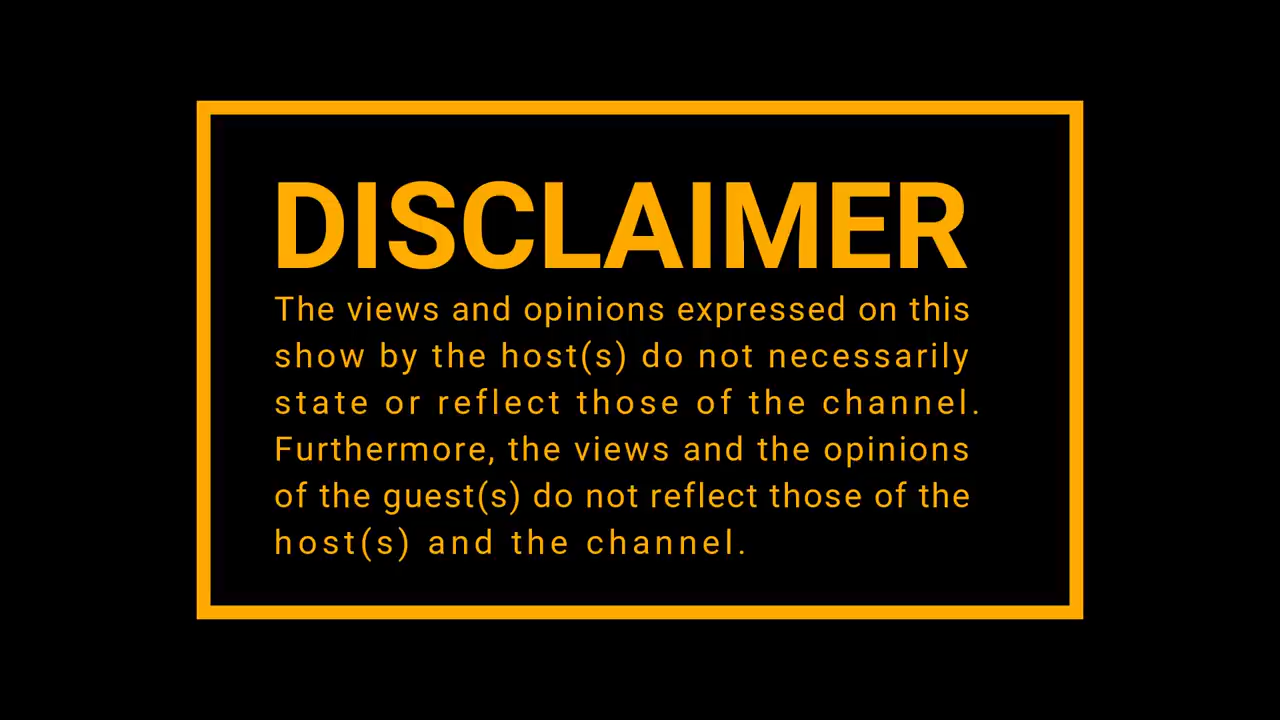 DISCLAIMER
The views and opinions expressed on this
show by the host(s) do not necessarily
state or reflect those of the channel.
Furthermore, the views and the opinions
of the guest(s) do not reflect those of the
host(s) and the channel.